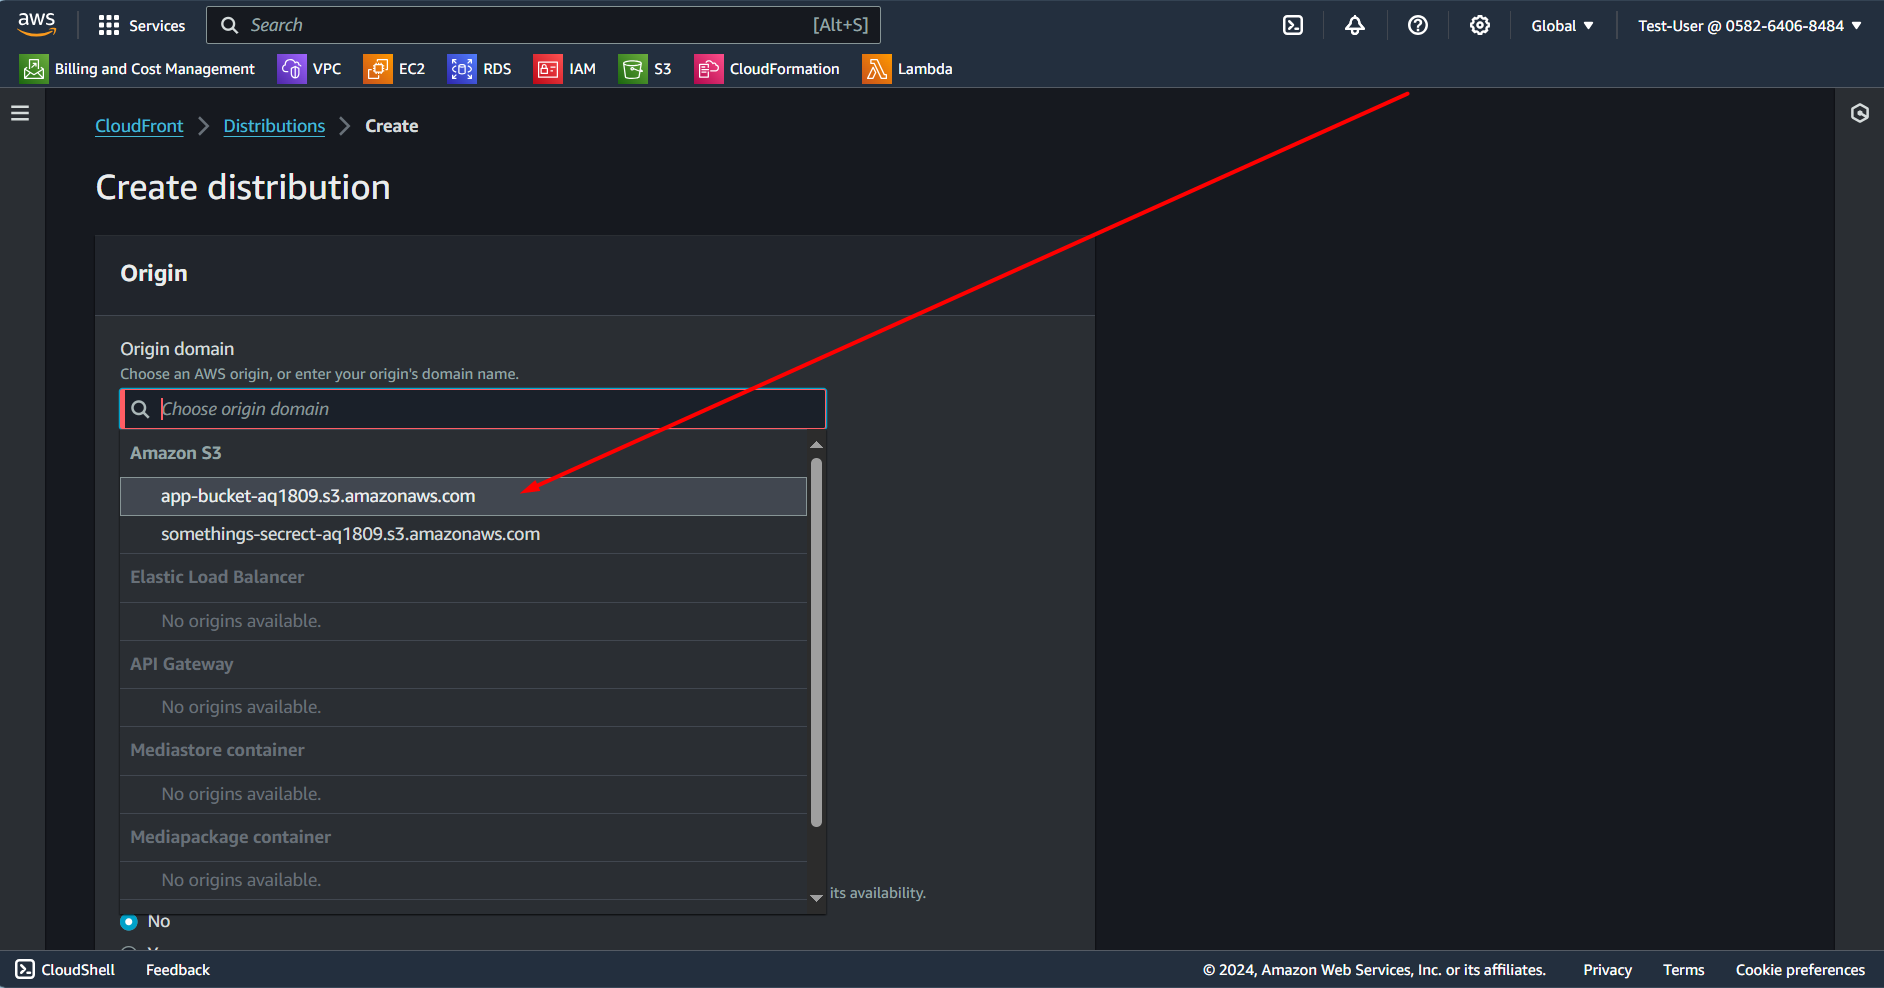 aws
Services
Search
[Alt+S]
Global
Test-User @ 0582-6406-8484
Billing and Cost Management
VPC
EC2
RDS
IAM
S3
CloudFormation
Lambda
CloudFront
Distributions
Create
Create distribution
Origin
Origin domain
Choose an AWS origin, or enter your origin's domain name.
Choose origin domain
Amazon S3
app-bucket-aq1809.s3.amazonaws.com
somethings-secrect-aq1809.s3.amazonaws.com
Elastic Load Balancer
No origins available.
API Gateway
No origins available.
Mediastore container
No origins available.
Mediapackage container
No origins available.
its availability.
No
CloudShell
Feedback
© 2024, Amazon Web Services, Inc. or its affiliates.
Privacy
Terms
Cookie preferences